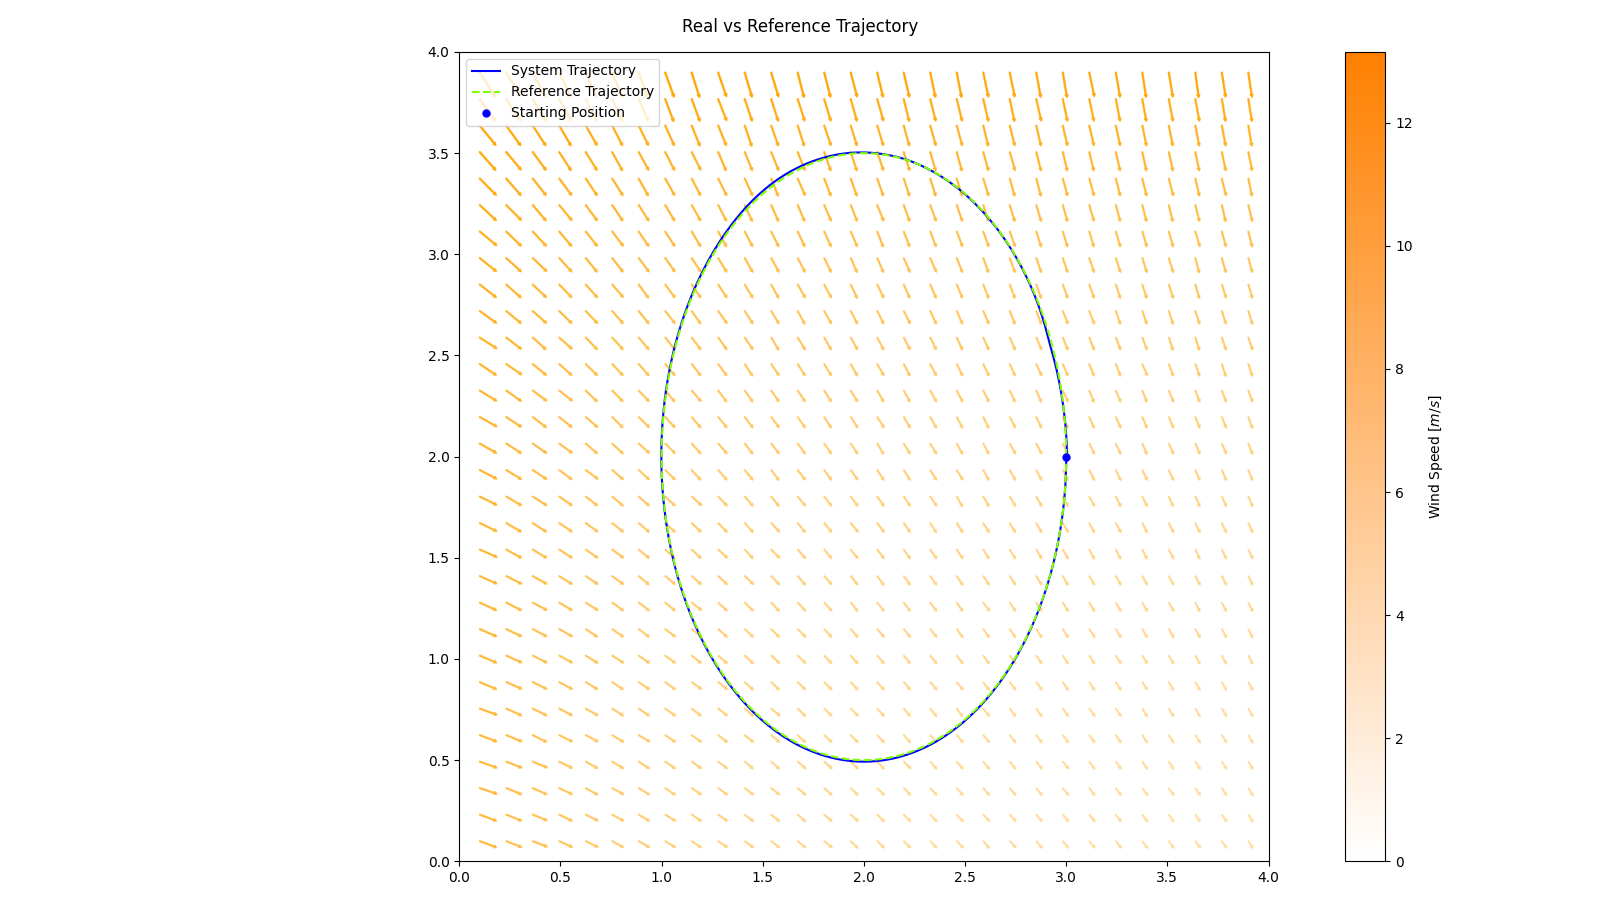 Real vs Reference Trajectory
System Trajectory
Reference Trajectory
Starting Position
4.0
3.5
3.0
2.5
2.0
1.5
1.0
0.5
0.0
0.0 0.5 1.0 1.5 2.0 2.5 3.0 3.5 4.0
12
10
8
6
4
2
0
Wind Speed [m/s]